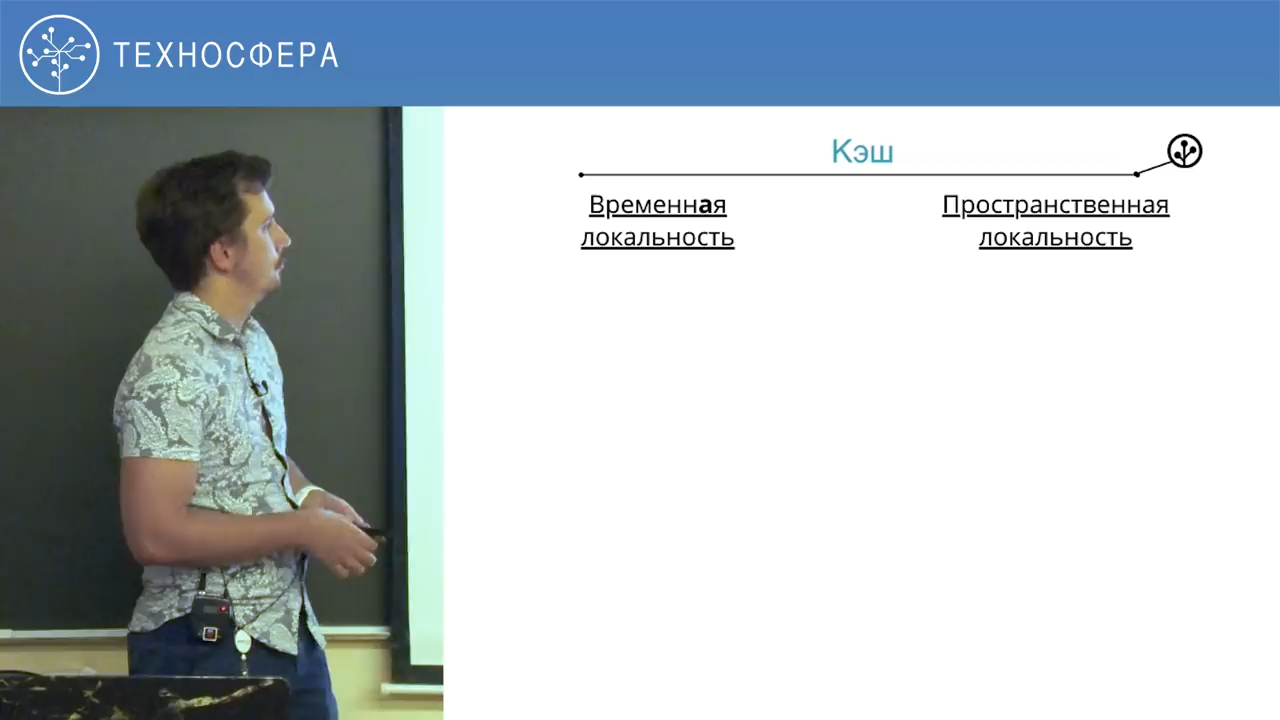 ТЕХНОСФЕРА
Кэш
Временная
локальность
Пространственная
локальность